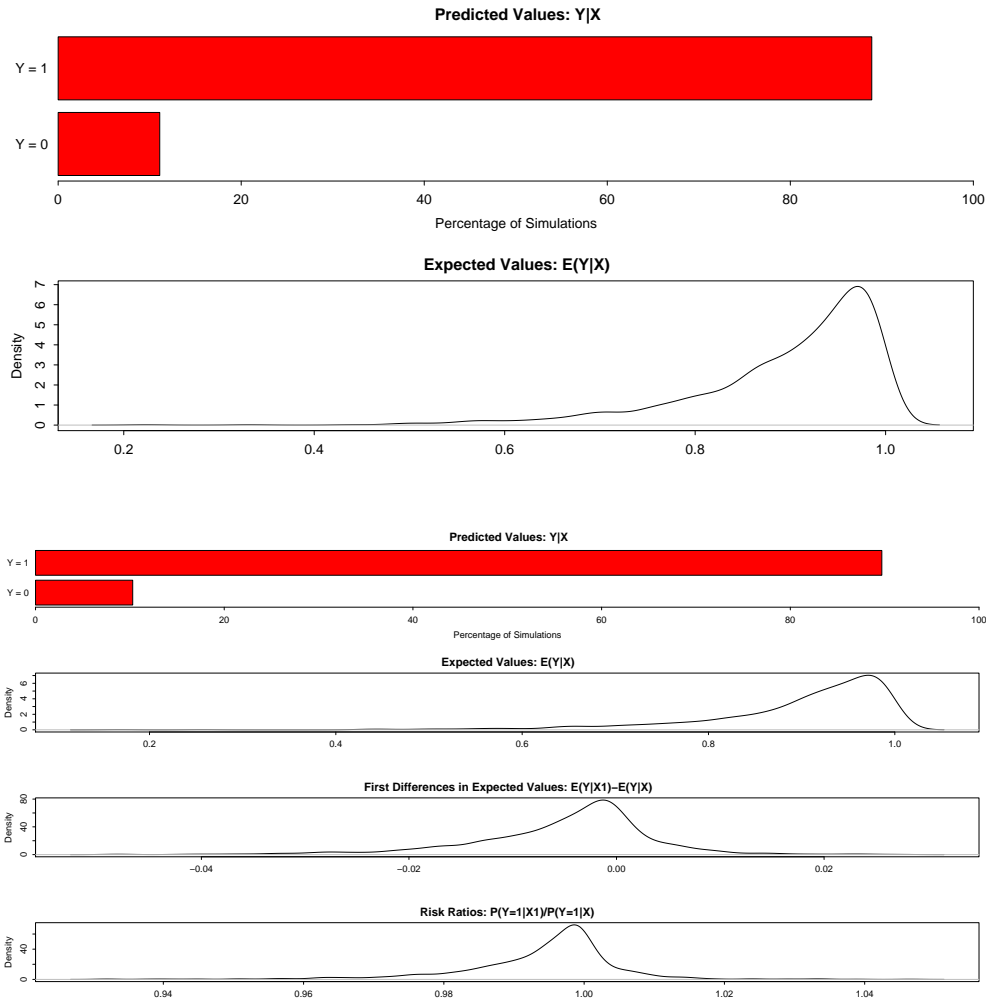 Predicted Values: Y|X
Y = 1
Y = 0
0 20 40 60 80 100
Percentage of Simulations
Expected Values: E(Y|X)
Density
0 1 2 3 4 5 6 7
0.2 0.4 0.6 0.8 1.0
Predicted Values: Y|X
Y = 1
Y = 0
0 20 40 60 80 100
Percentage of Simulations
Expected Values: E(Y|X)
Density
0 2 4 6
0.2 0.4 0.6 0.8 1.0
First Differences in Expected Values: E(Y|X1)−E(Y|X)
Density
0 40 80
−0.04 −0.02 0.00 0.02
Risk Ratios: P(Y=1|X1)/P(Y=1|X)
Density
0 40
0.94 0.96 0.98 1.00 1.02 1.04